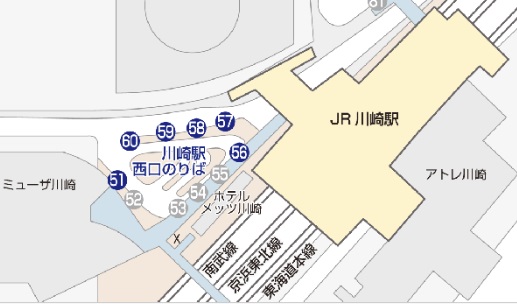 61
JR 川崎駅
57
58
59
60
川崎駅
西口のりば
56
55
54
53
52
51
ミューザ川崎
ホテル
メッツ川崎
アトレ川崎
南武線
京浜東北線
東海道本線